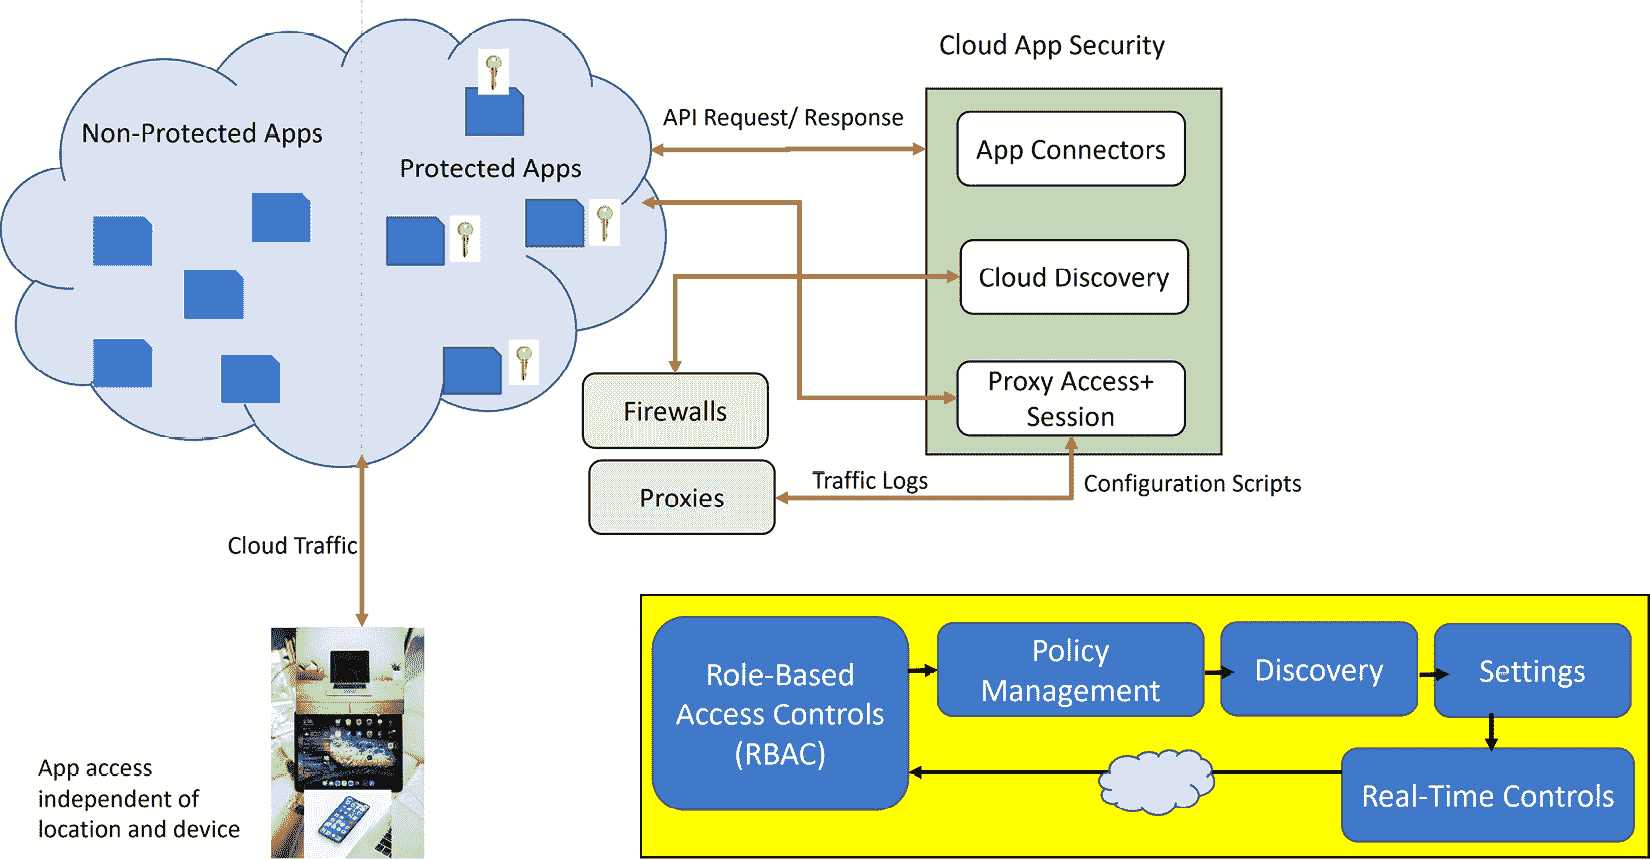 Cloud App Security
Non-Protected Apps
Protected Apps
API Request/ Response
App Connectors
Cloud Discovery
Proxy Access+
Session
Firewalls
Proxies
Traffic Logs
Configuration Scripts
Cloud Traffic
App access
independent of
location and device
Role-Based
Access Controls
(RBAC)
Policy
Management
Discovery
Settings
Real-Time Controls